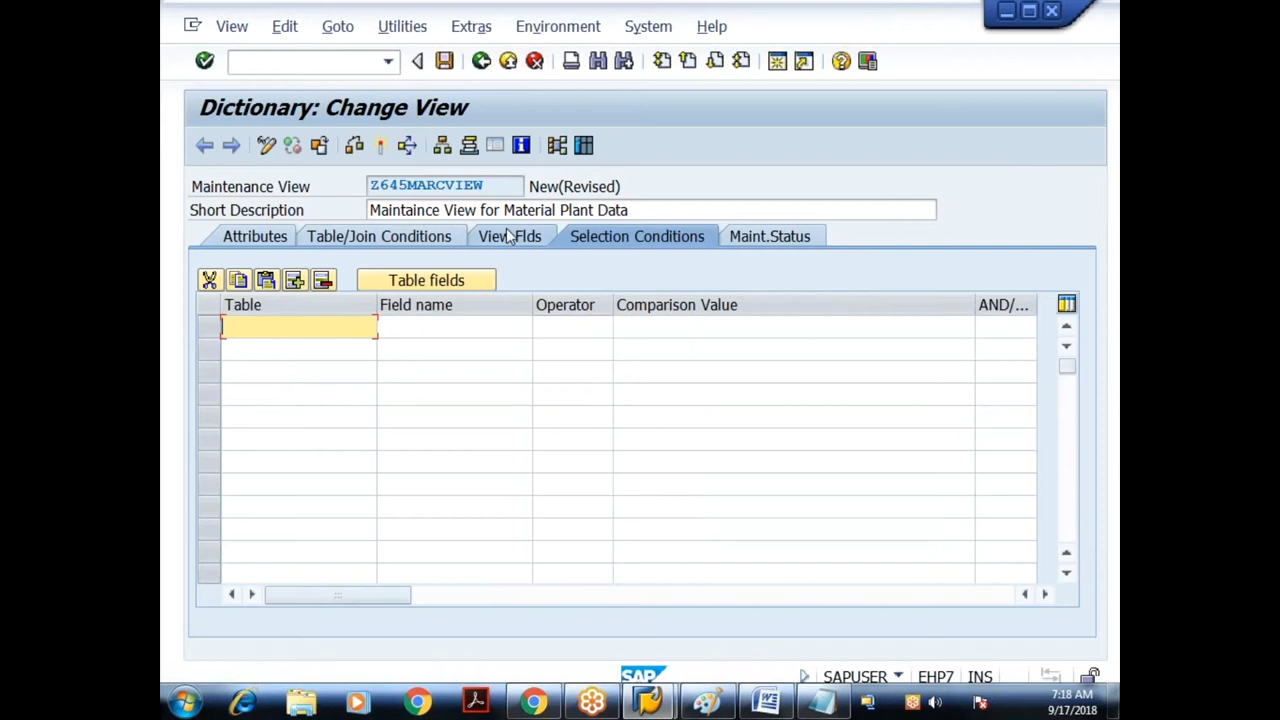 View Edit Goto Utilities Extras Environment System Help
Dictionary: Change View
Maintenance View Z645MARCVIEW New(Revised)
Short Description Maintaince View for Material Plant Data
Attributes Table/Join Conditions View Flds Selection Conditions Maint.Status
Table fields
Table Field name Operator Comparison Value AND/...
SAP SAPUSER EHP7 INS
7:18 AM
9/17/2018